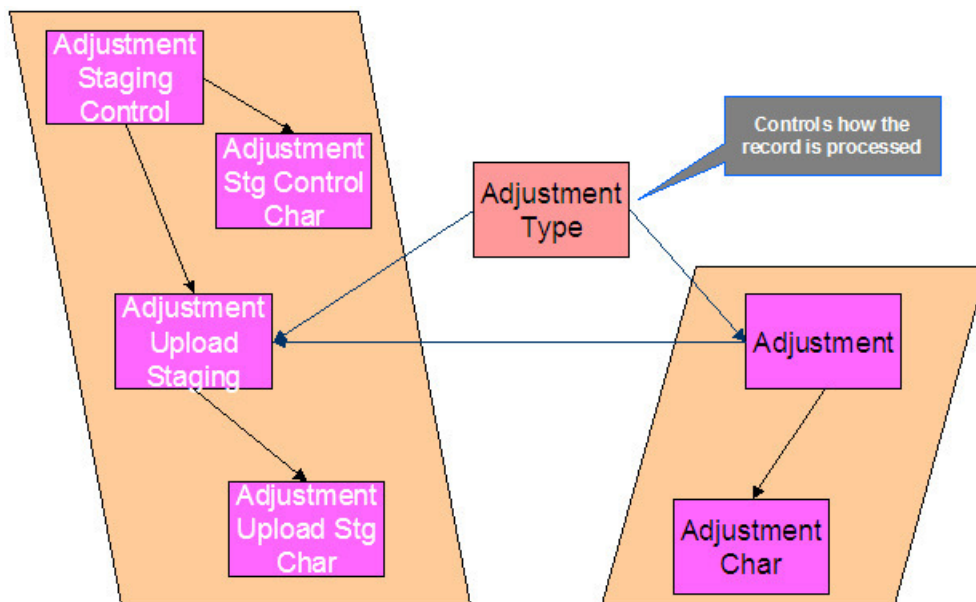 Adjustment
Staging
Control
Adjustment
Stg Control
Char
Controls how the
record is processed
Adjustment
Type
Adjustment
Upload
Staging
Adjustment
Adjustment
Upload Stg
Char
Adjustment
Char